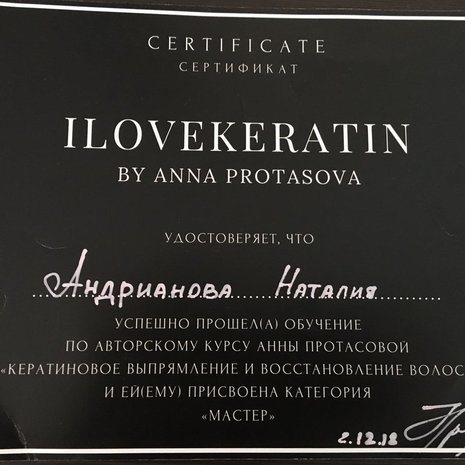 CERTIFICATE
СЕРТИФИКАТ
ILOVEKERATIN
BY ANNA PROTASOVA
УДОСТОВЕРЯЕТ, ЧТО
Андрианова Наталия
УСПЕШНО ПРОШЕЛ(А) ОБУЧЕНИЕ
ПО АВТОРСКОМУ КУРСУ АННЫ ПРОТАСОВОЙ
«КЕРАТИНОВОЕ ВЫПРЯМЛЕНИЕ И ВОССТАНОВЛЕНИЕ ВОЛОС
И ЕЙ(ЕМУ) ПРИСВОЕНА КАТЕГОРИЯ
«МАСТЕР»
2.12.18